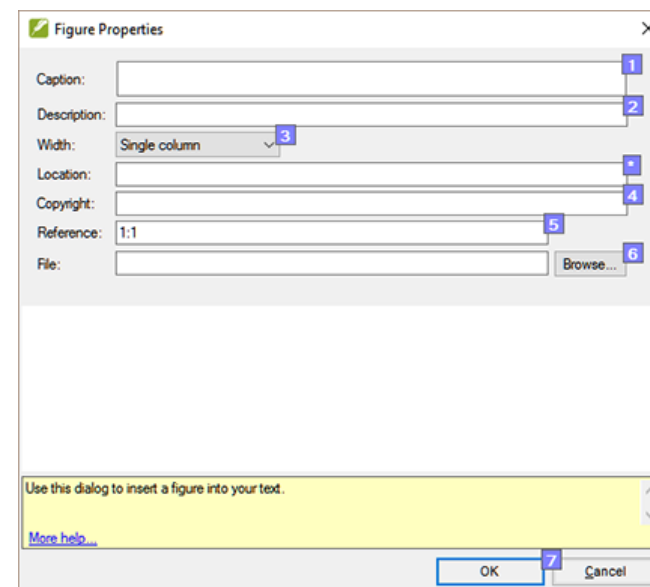 Figure Properties
Caption: 1
Description: 2
Width: Single column 3
Location: *
Copyright: 4
Reference: 1:1 5
File: Browse... 6
Use this dialog to insert a figure into your text.
More help...
OK 7 Cancel